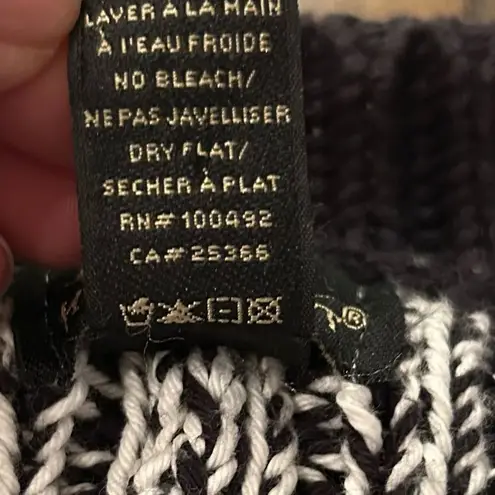 LAVER À LA MAIN
À l'EAU FROIDE
NO BLEACH/
NE PAS JAVELLISER
DRY FLAT/
SECHER À PLAT
RN# 100492
CA# 25366
®